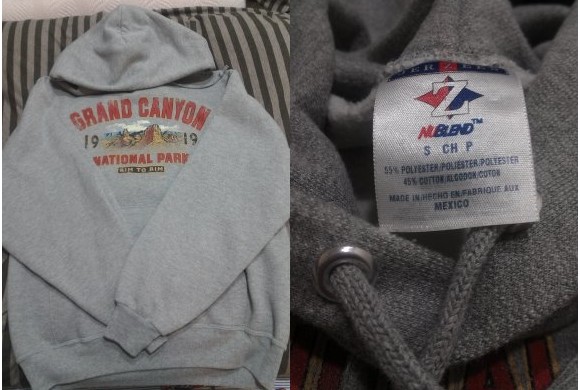 GRAND CANYON
19 19
NATIONAL PARK
RIM TO RIM
Z
NUBLEND™
S CH P
55% POLYESTER/POLIESTER/POLYESTER
45% COTTON/ALGODON/COTON
MADE IN/HECHO EN/FABRIQUE AUX
MEXICO